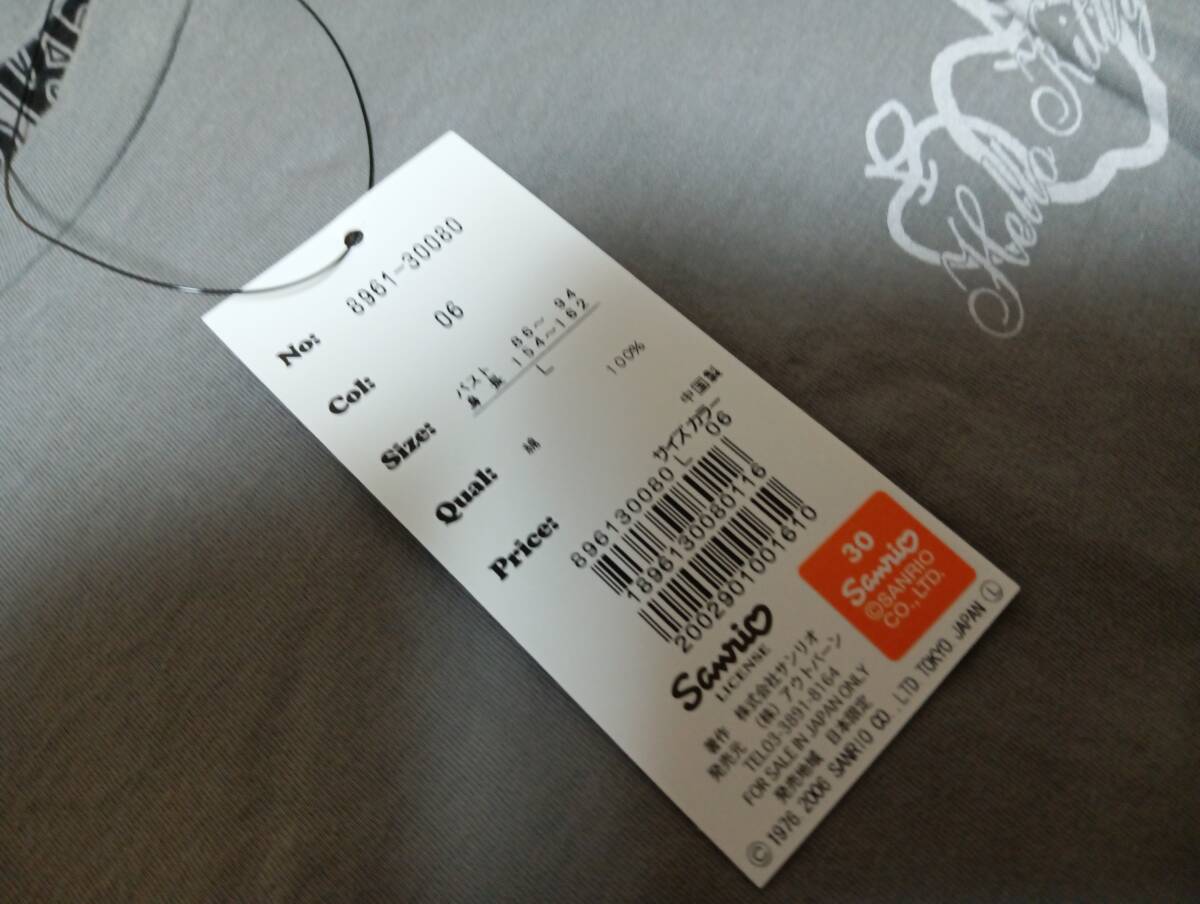 Hello Kitty
No: 8961-30080
Col: 06
Size: バスト 86~ 94
身長 154~162
L
Qual: 綿 100%
中国製
Price:
サイズカラー
896130080 L 06
1896130080116
2002901001610
Sanrio
LICENSE
30
Sanrio
©SANRIO
CO.,LTD.
著作 株式会社サンリオ
発売元 (株)アウトバーン
TEL03-3891-8164
FOR SALE IN JAPAN ONLY
発売地域 日本限定
© 1976 2006 SANRIO CO . LTD TOKYO JAPAN Ⓛ